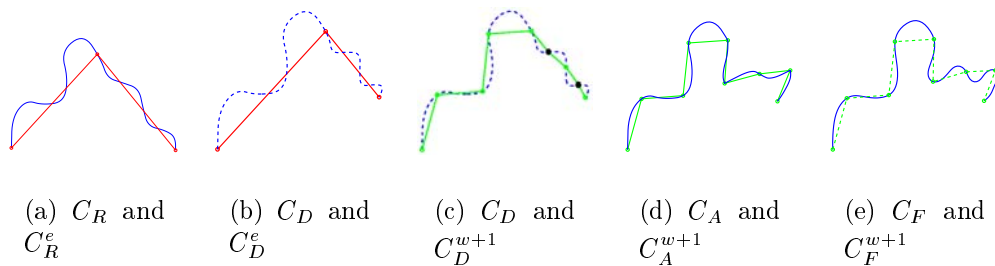 (a) C_R and C_R^e
(b) C_D and C_D^e
(c) C_D and C_D^{w+1}
(d) C_A and C_A^{w+1}
(e) C_F and C_F^{w+1}